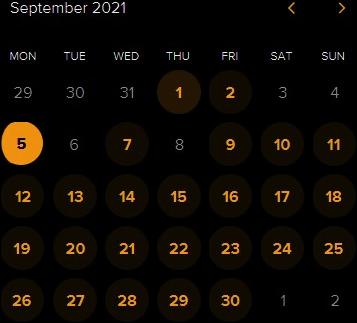 September 2021
MON TUE WED THU FRI SAT SUN
29 30 31 1 2 3 4
5 6 7 8 9 10 11
12 13 14 15 16 17 18
19 20 21 22 23 24 25
26 27 28 29 30 1 2